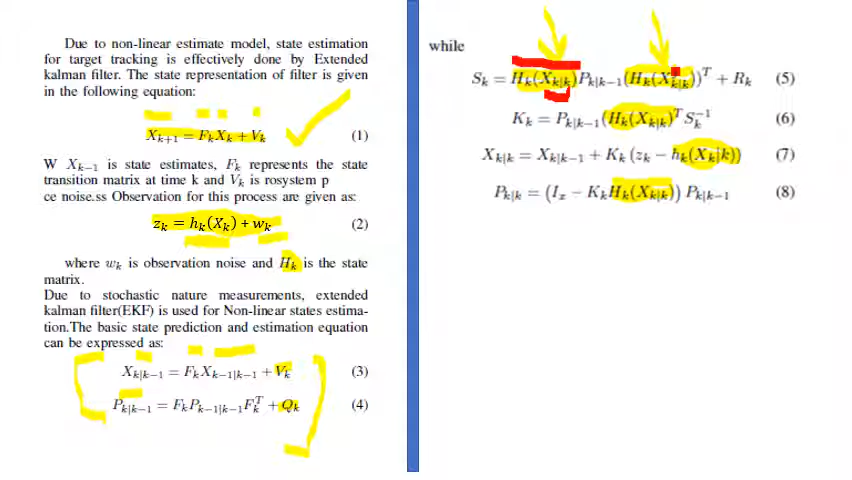 Due to non-linear estimate model, state estimation
for target tracking is effectively done by Extended
kalman filter. The state representation of filter is given
in the following equation:
X_{k+1} = F_k X_k + V_k (1)
W X_{k−1} is state estimates, F_k represents the state
transition matrix at time k and V_k is rosystem p
ce noise.ss Observation for this process are given as:
z_k = h_k(X_k) + w_k (2)
where w_k is observation noise and H_k is the state
matrix.
Due to stochastic nature measurements, extended
kalman filter(EKF) is used for Non-linear states estima-
tion.The basic state prediction and estimation equation
can be expressed as:
X_{k|k−1} = F_k X_{k−1|k−1} + V_k (3)
P_{k|k−1} = F_k P_{k−1|k−1} F_k^T + Q_k (4)
while
S_k = H_k(X_{k|k}) P_{k|k−1} (H_k(X_{k|k}))^T + R_k (5)
K_k = P_{k|k−1} (H_k(X_{k|k})^T S_k^{−1} (6)
X_{k|k} = X_{k|k−1} + K_k (z_k − h_k(X_k|k)) (7)
P_{k|k} = (I_x − K_k H_k(X_{k|k})) P_{k|k−1} (8)